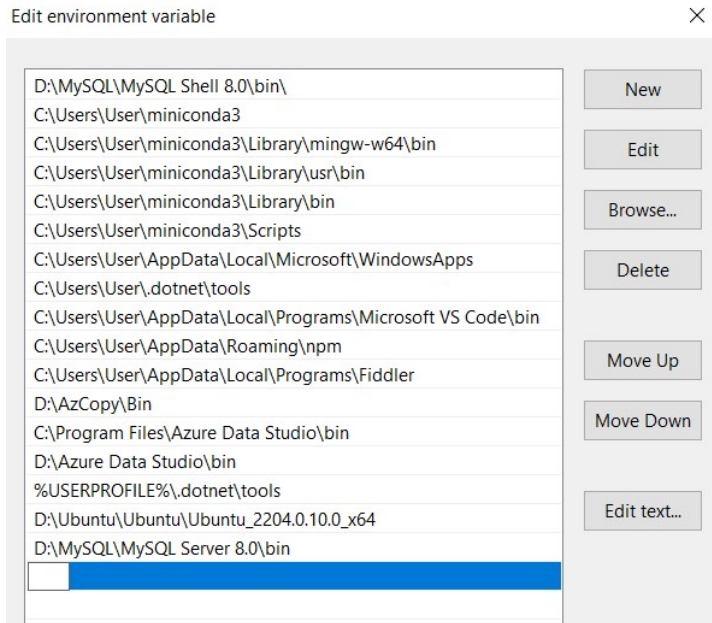 Edit environment variable
D:\MySQL\MySQL Shell 8.0\bin\
C:\Users\User\miniconda3
C:\Users\User\miniconda3\Library\mingw-w64\bin
C:\Users\User\miniconda3\Library\usr\bin
C:\Users\User\miniconda3\Library\bin
C:\Users\User\miniconda3\Scripts
C:\Users\User\AppData\Local\Microsoft\WindowsApps
C:\Users\User\.dotnet\tools
C:\Users\User\AppData\Local\Programs\Microsoft VS Code\bin
C:\Users\User\AppData\Roaming\npm
C:\Users\User\AppData\Local\Programs\Fiddler
D:\AzCopy\Bin
C:\Program Files\Azure Data Studio\bin
D:\Azure Data Studio\bin
%USERPROFILE%\.dotnet\tools
D:\Ubuntu\Ubuntu\Ubuntu_2204.0.10.0_x64
D:\MySQL\MySQL Server 8.0\bin
New
Edit
Browse...
Delete
Move Up
Move Down
Edit text...